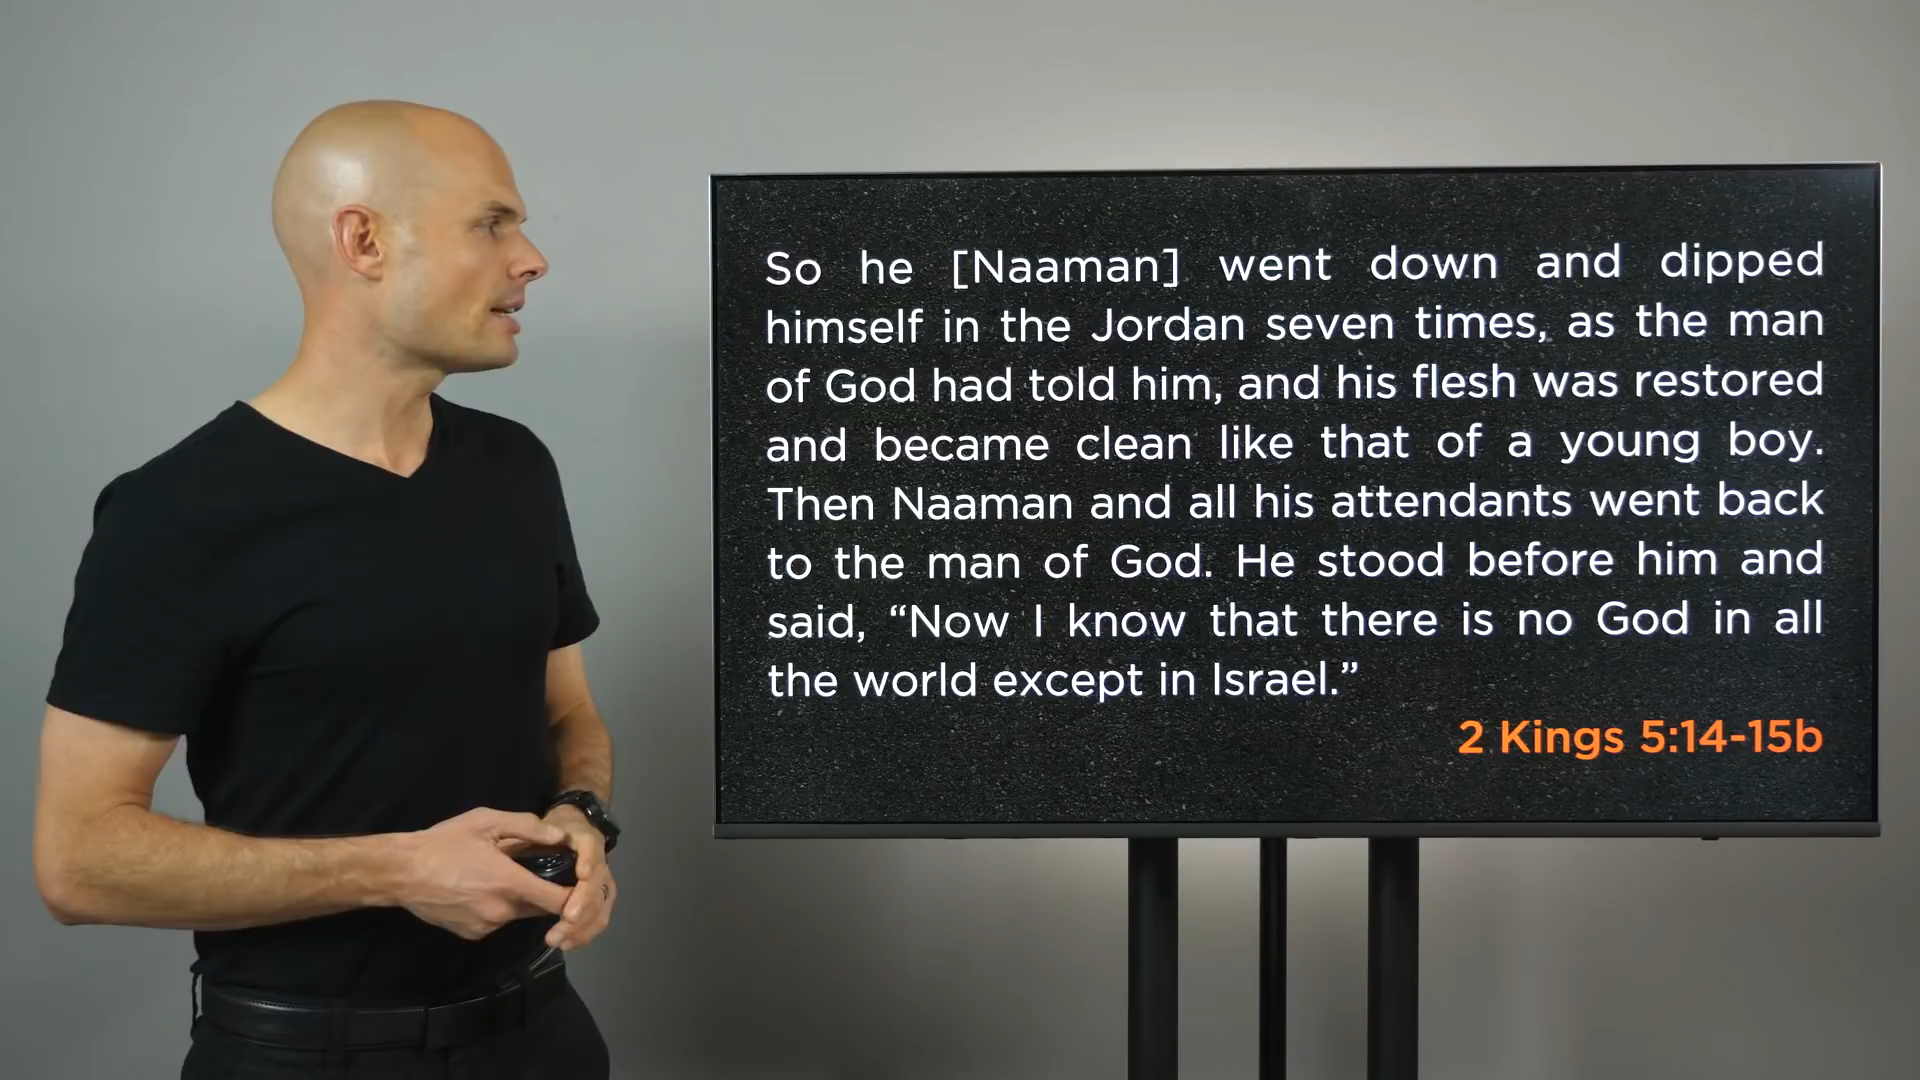 So he [Naaman] went down and dipped
himself in the Jordan seven times, as the man
of God had told him, and his flesh was restored
and became clean like that of a young boy.
Then Naaman and all his attendants went back
to the man of God. He stood before him and
said, “Now I know that there is no God in all
the world except in Israel.”
2 Kings 5:14-15b